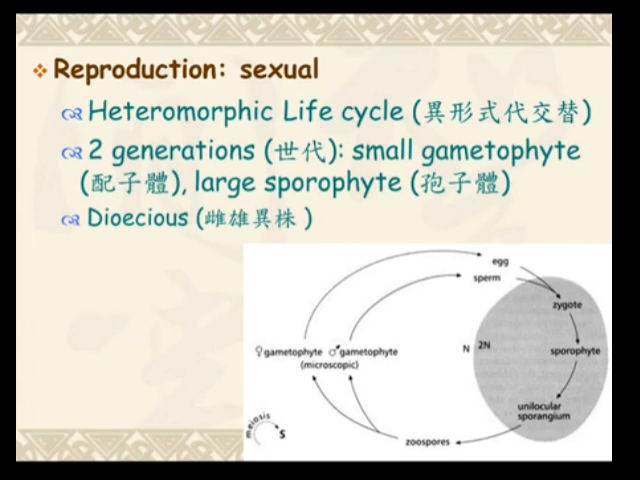 Reproduction: sexual
Heteromorphic Life cycle (異形式代交替)
2 generations (世代): small gametophyte
(配子體), large sporophyte (孢子體)
Dioecious (雌雄異株 )
egg
sperm
zygote
♀gametophyte ♂gametophyte
(microscopic)
N 2N
sporophyte
unilocular
sporangium
meiosis
S
zoospores